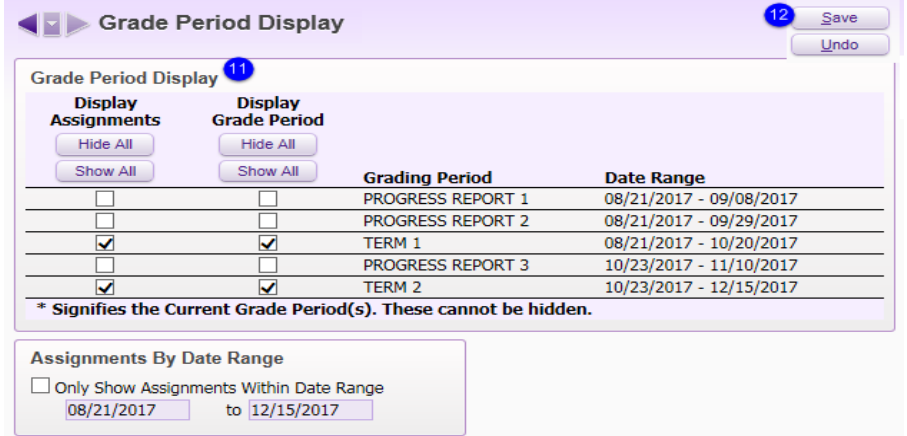 Grade Period Display
12
Save
Undo
Grade Period Display 11
Display Assignments
Display Grade Period
Hide All Hide All
Show All Show All Grading Period Date Range
PROGRESS REPORT 1 08/21/2017 - 09/08/2017
PROGRESS REPORT 2 08/21/2017 - 09/29/2017
TERM 1 08/21/2017 - 10/20/2017
PROGRESS REPORT 3 10/23/2017 - 11/10/2017
TERM 2 10/23/2017 - 12/15/2017
* Signifies the Current Grade Period(s). These cannot be hidden.
Assignments By Date Range
Only Show Assignments Within Date Range
08/21/2017 to 12/15/2017